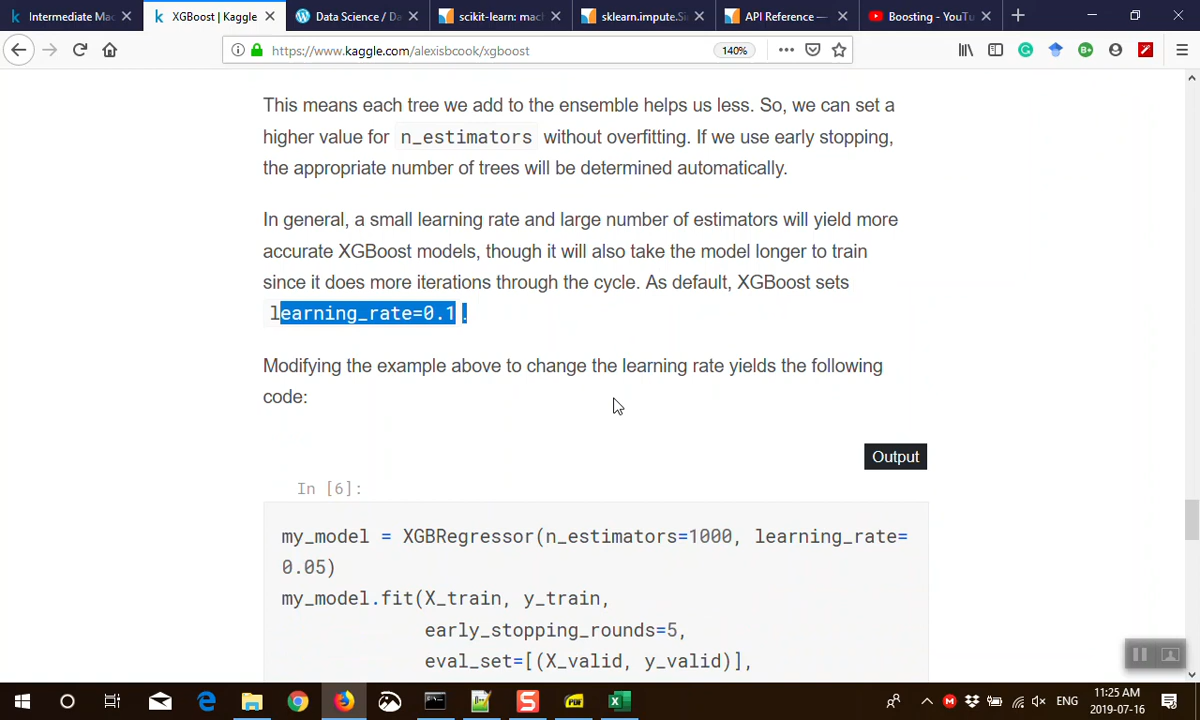 Intermediate Mac
XGBoost | Kaggle
Data Science / Da
scikit-learn: mach
sklearn.impute.Si
API Reference —
Boosting - YouTu
https://www.kaggle.com/alexisbcook/xgboost
140%
This means each tree we add to the ensemble helps us less. So, we can set a
higher value for n_estimators without overfitting. If we use early stopping,
the appropriate number of trees will be determined automatically.
In general, a small learning rate and large number of estimators will yield more
accurate XGBoost models, though it will also take the model longer to train
since it does more iterations through the cycle. As default, XGBoost sets
learning_rate=0.1 .
Modifying the example above to change the learning rate yields the following
code:
Output
In [6]:
my_model = XGBRegressor(n_estimators=1000, learning_rate=
0.05)
my_model.fit(X_train, y_train,
early_stopping_rounds=5,
eval_set=[(X_valid, y_valid)],
ENG
11:25 AM
2019-07-16